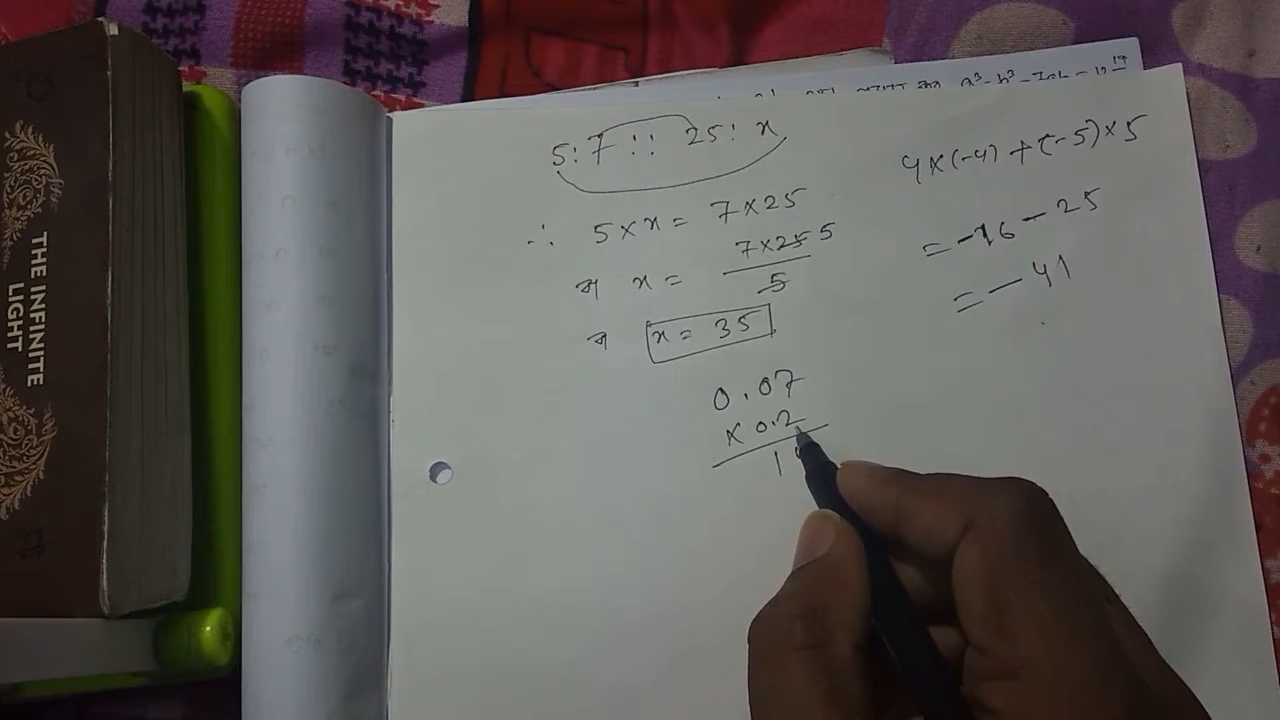 THE INFINITE
LIGHT
5:7 :: 25: x
∴ 5×x = 7×25
বা x = 7×25 5 / 5
বা x = 35
0.07
× 0.2
1
4×(-4) + (-5)×5
= -16 - 25
= - 41